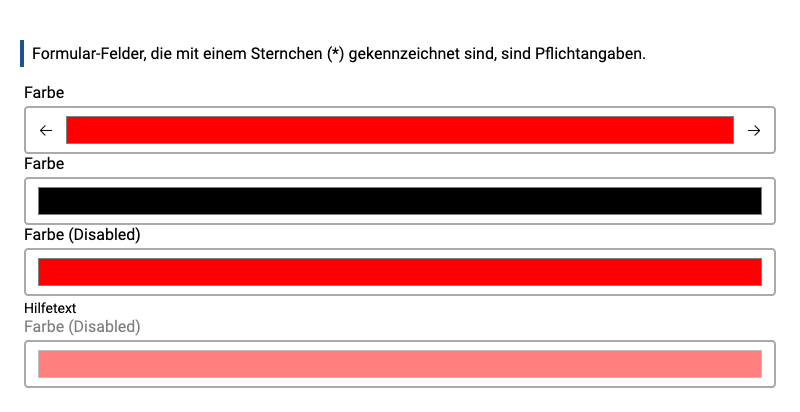 Formular-Felder, die mit einem Sternchen (*) gekennzeichnet sind, sind Pflichtangaben.
Farbe
Farbe
Farbe (Disabled)
Hilfetext
Farbe (Disabled)